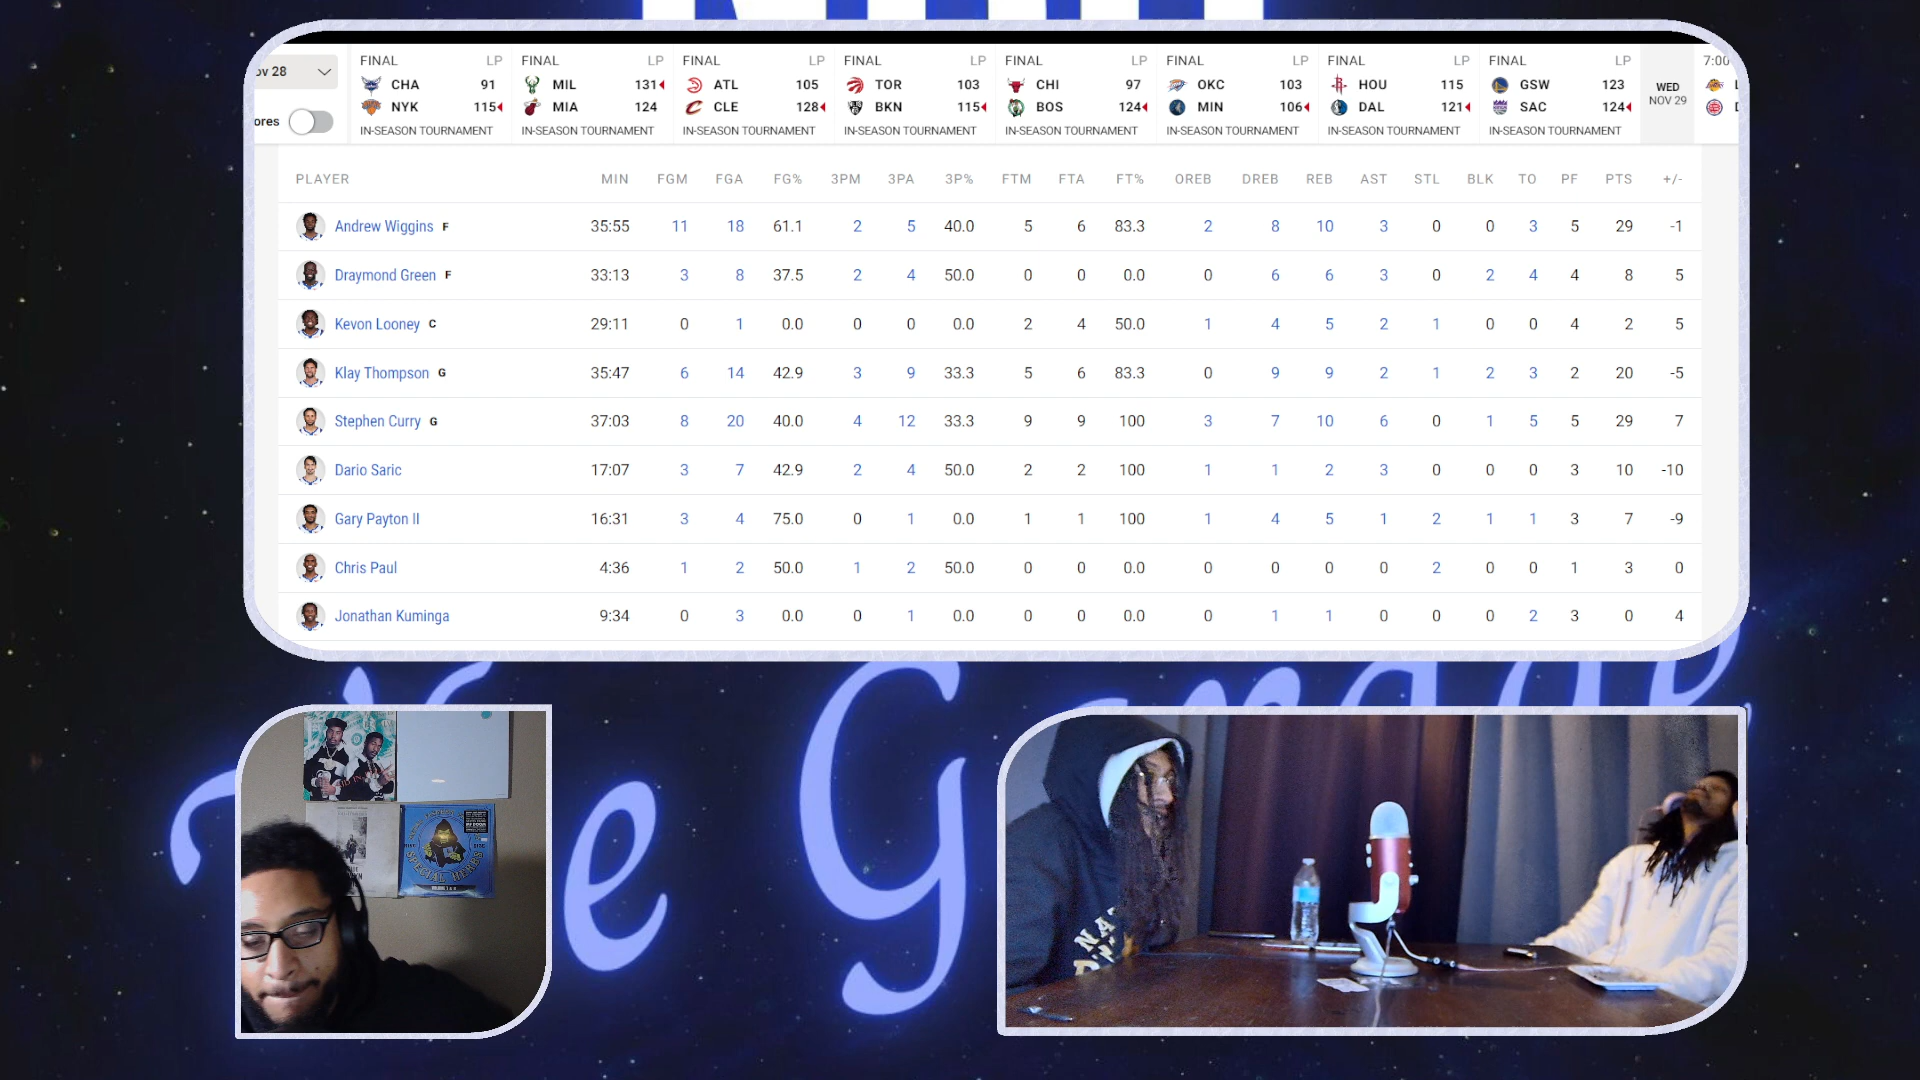 ov 28
ores
FINAL LP
CHA 91
NYK 115
IN-SEASON TOURNAMENT
FINAL LP
MIL 131
MIA 124
IN-SEASON TOURNAMENT
FINAL LP
ATL 105
CLE 128
IN-SEASON TOURNAMENT
FINAL LP
TOR 103
BKN 115
IN-SEASON TOURNAMENT
FINAL LP
CHI 97
BOS 124
IN-SEASON TOURNAMENT
FINAL LP
OKC 103
MIN 106
IN-SEASON TOURNAMENT
FINAL LP
HOU 115
DAL 121
IN-SEASON TOURNAMENT
FINAL LP
GSW 123
SAC 124
IN-SEASON TOURNAMENT
WED
NOV 29
7:00
PLAYER MIN FGM FGA FG% 3PM 3PA 3P% FTM FTA FT% OREB DREB REB AST STL BLK TO PF PTS +/-
Andrew Wiggins F 35:55 11 18 61.1 2 5 40.0 5 6 83.3 2 8 10 3 0 0 3 5 29 -1
Draymond Green F 33:13 3 8 37.5 2 4 50.0 0 0 0.0 0 6 6 3 0 2 4 4 8 5
Kevon Looney C 29:11 0 1 0.0 0 0 0.0 2 4 50.0 1 4 5 2 1 0 0 4 2 5
Klay Thompson G 35:47 6 14 42.9 3 9 33.3 5 6 83.3 0 9 9 2 1 2 3 2 20 -5
Stephen Curry G 37:03 8 20 40.0 4 12 33.3 9 9 100 3 7 10 6 0 1 5 5 29 7
Dario Saric 17:07 3 7 42.9 2 4 50.0 2 2 100 1 1 2 3 0 0 0 3 10 -10
Gary Payton II 16:31 3 4 75.0 0 1 0.0 1 1 100 1 4 5 1 2 1 1 3 7 -9
Chris Paul 4:36 1 2 50.0 1 2 50.0 0 0 0.0 0 0 0 0 2 0 0 1 3 0
Jonathan Kuminga 9:34 0 3 0.0 0 1 0.0 0 0 0.0 0 1 1 0 0 0 2 3 0 4
SPECIAL HERBS